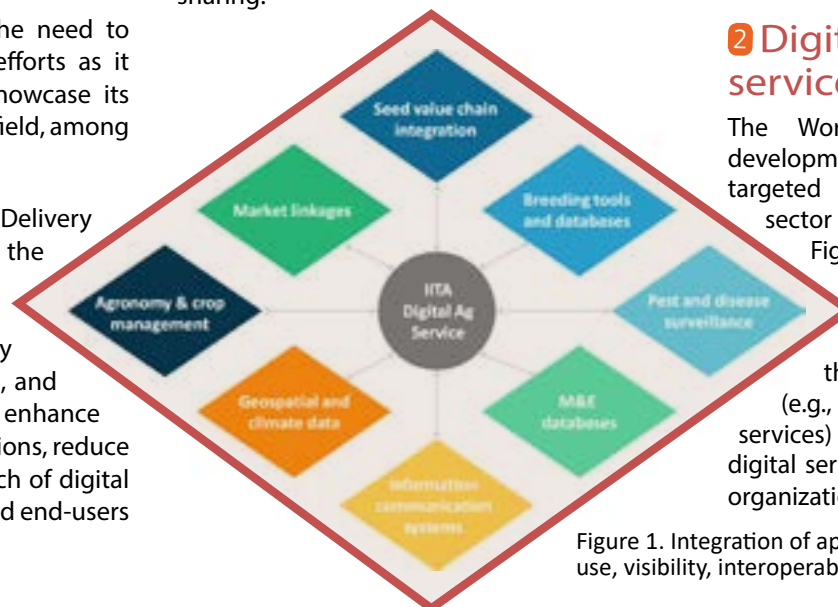 sharing.
he need to
efforts as it
howcase its
field, among
Delivery
the
y
, and
enhance
ions, reduce
ch of digital
d end-users
Seed value chain
integration
Market linkages
Breeding tools
and databases
Agronomy & crop
management
IITA
Digital Ag
Service
Pest and disease
surveillance
Geospatial and
climate data
M&E
databases
Information
communication
systems
2 Digit
service
The Wor
developm
targeted
sector
Fig
th
(e.g.,
services)
digital ser
organizati
Figure 1. Integration of ap
use, visibility, interoperab